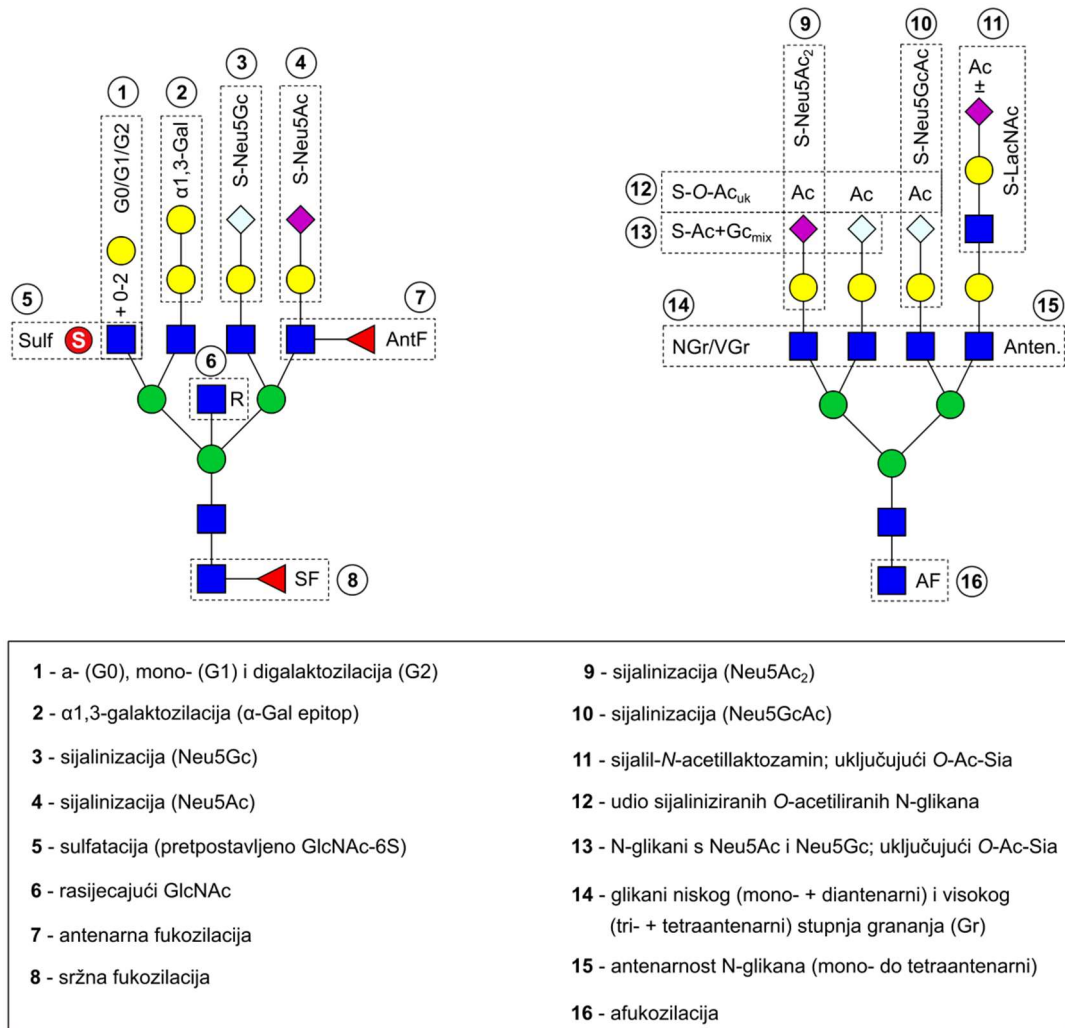 1
2
3
4
G0/G1/G2
+ 0-2
α1,3-Gal
S-Neu5Gc
S-Neu5Ac
5
Sulf S
7
AntF
6
R
SF 8
9
10
11
S-Neu5Ac₂
S-Neu5GcAc
± Ac
S-LacNAc
12 S-O-Acuk Ac Ac Ac
13 S-Ac+Gcmix
14
15
NGr/VGr Anten.
AF 16
1 - a- (G0), mono- (G1) i digalaktozilacija (G2)
2 - α1,3-galaktozilacija (α-Gal epitop)
3 - sijalinizacija (Neu5Gc)
4 - sijalinizacija (Neu5Ac)
5 - sulfatacija (pretpostavljeno GlcNAc-6S)
6 - rasijecajući GlcNAc
7 - antenarna fukozilacija
8 - sržna fukozilacija
9 - sijalinizacija (Neu5Ac₂)
10 - sijalinizacija (Neu5GcAc)
11 - sijalil-N-acetillaktozamin; uključujući O-Ac-Sia
12 - udio sijaliniziranih O-acetiliranih N-glikana
13 - N-glikani s Neu5Ac i Neu5Gc; uključujući O-Ac-Sia
14 - glikani niskog (mono- + diantenarni) i visokog
(tri- + tetraantenarni) stupnja grananja (Gr)
15 - antenarnost N-glikana (mono- do tetraantenarni)
16 - afukozilacija